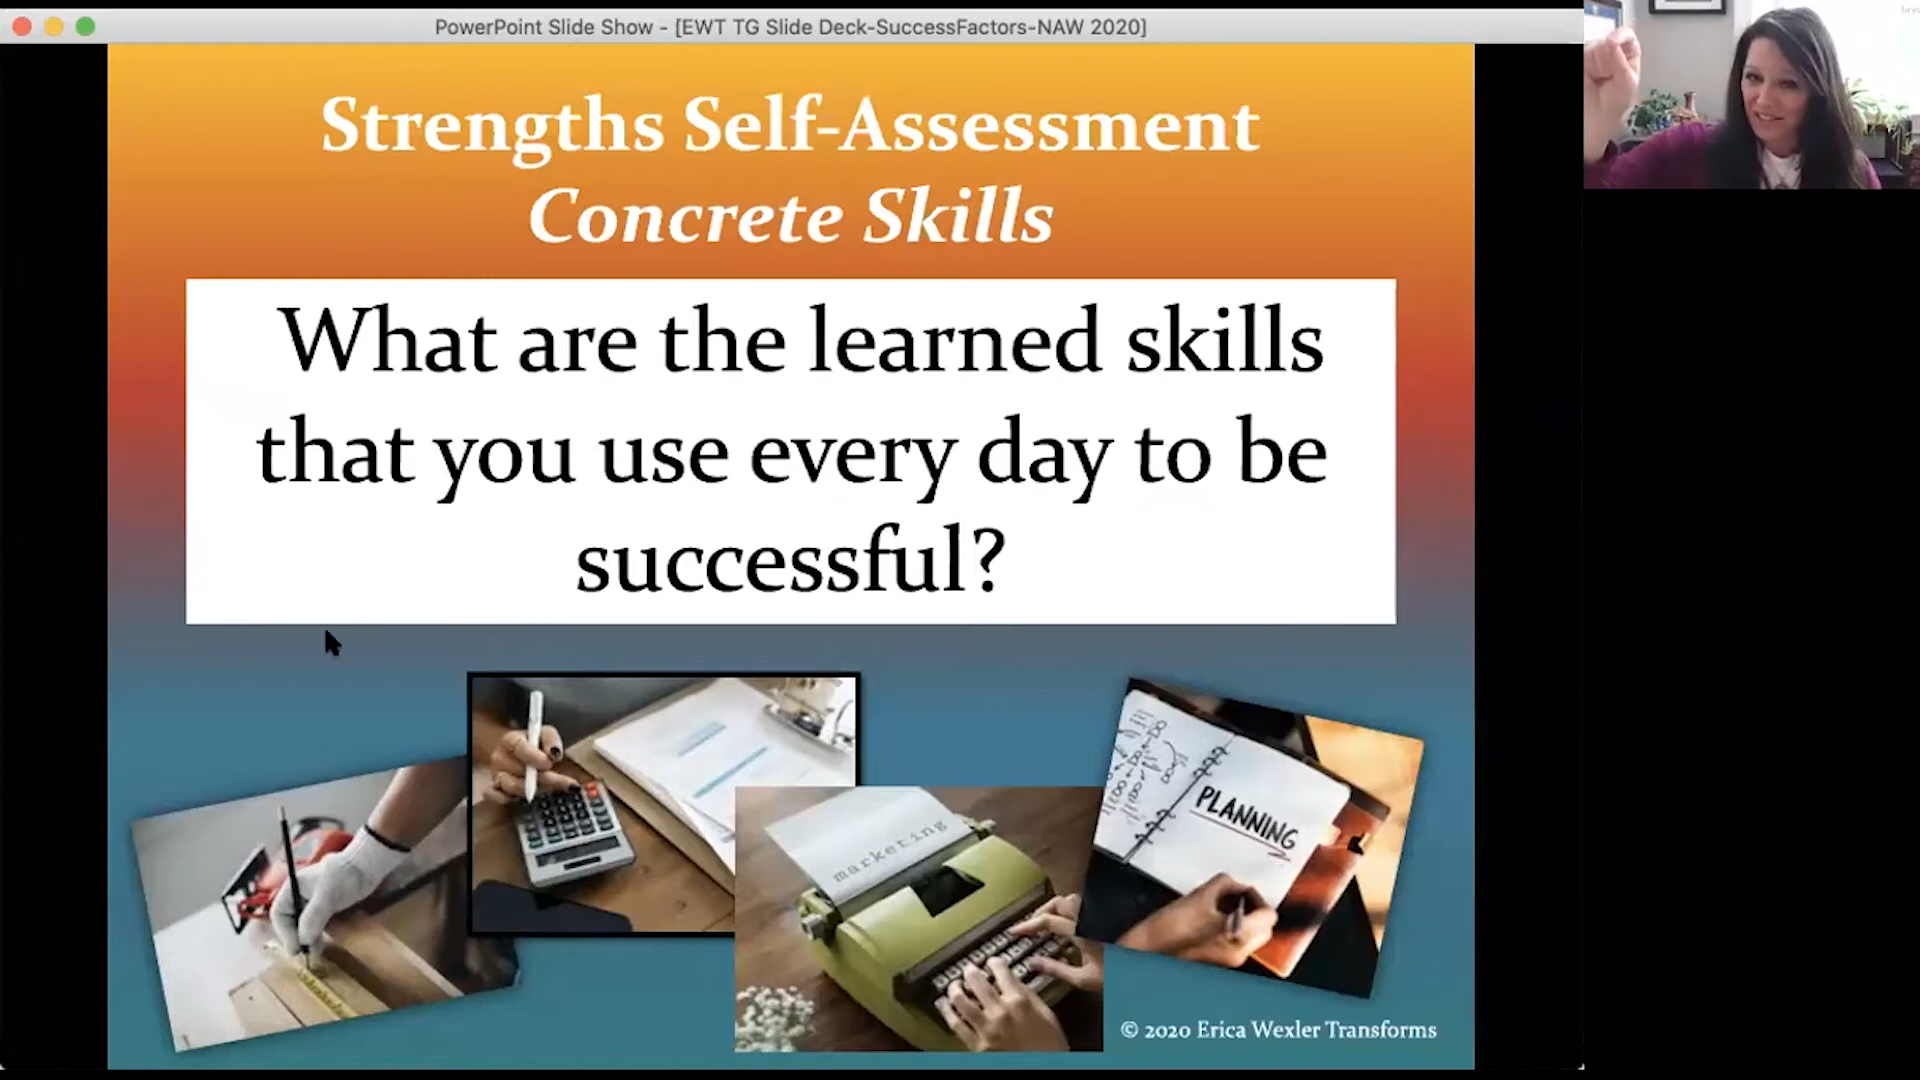 PowerPoint Slide Show - [EWT TG Slide Deck-SuccessFactors-NAW 2020]
Strengths Self-Assessment
Concrete Skills
What are the learned skills
that you use every day to be
successful?
marketing
PLANNING
© 2020 Erica Wexler Transforms